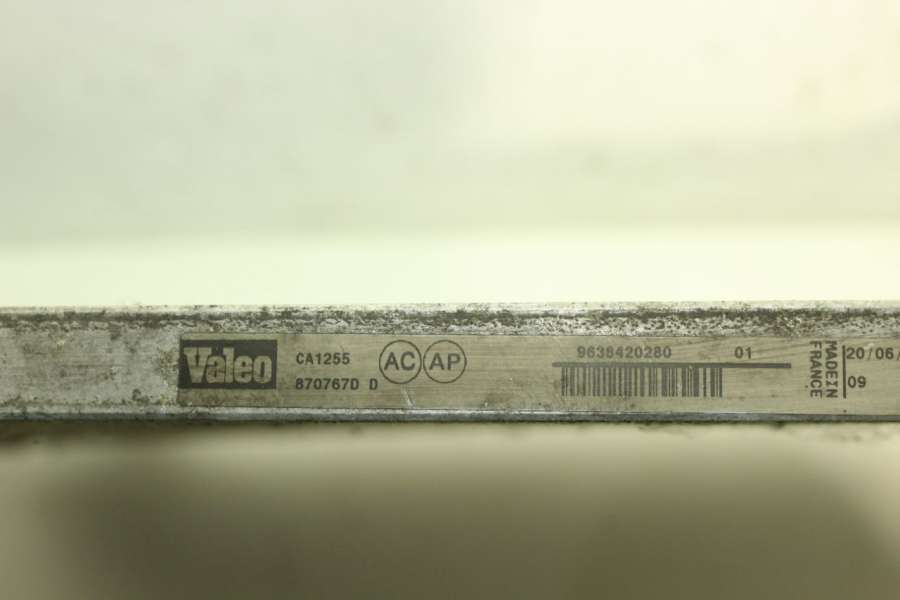 Valeo
CA1255
870767D D
AC AP
9638420280 01
MADE IN
FRANCE
20/06/
09